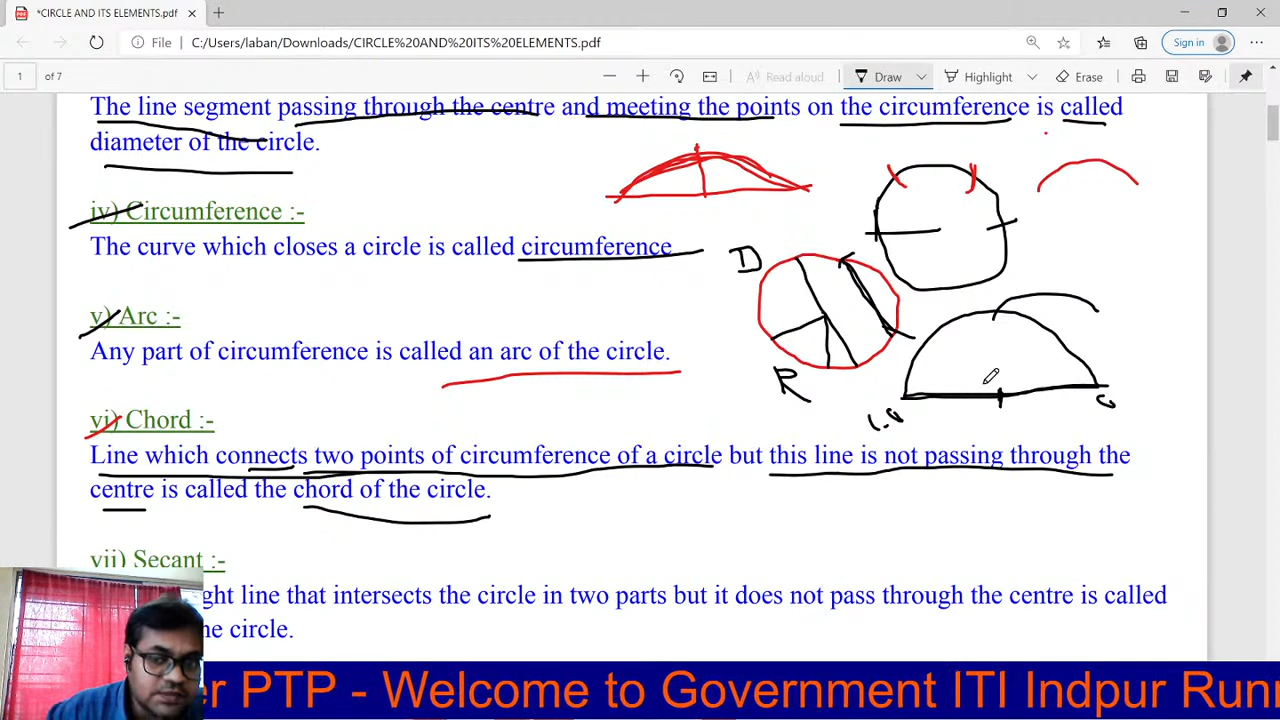 *CIRCLE AND ITS ELEMENTS.pdf
File C:/Users/laban/Downloads/CIRCLE%20AND%20ITS%20ELEMENTS.pdf Sign in
1 of 7 Read aloud Draw Highlight Erase
The line segment passing through the centre and meeting the points on the circumference is called
diameter of the circle.
iv) Circumference :-
The curve which closes a circle is called circumference
D
v) Arc :-
Any part of circumference is called an arc of the circle.
R
vi) Chord :-
Line which connects two points of circumference of a circle but this line is not passing through the
centre is called the chord of the circle.
vii) Secant :-
ght line that intersects the circle in two parts but it does not pass through the centre is called
he circle.
er PTP - Welcome to Government ITI Indpur Run